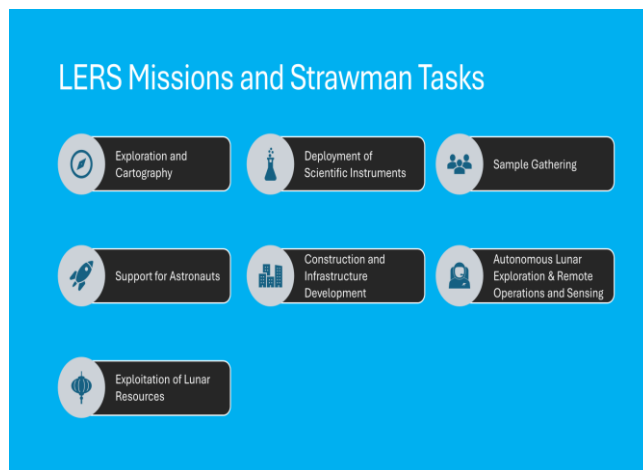 LERS Missions and Strawman Tasks
Exploration and
Cartography
Deployment of
Scientific Instruments
Sample Gathering
Support for Astronauts
Construction and
Infrastructure
Development
Autonomous Lunar
Exploration & Remote
Operations and Sensing
Exploitation of Lunar
Resources